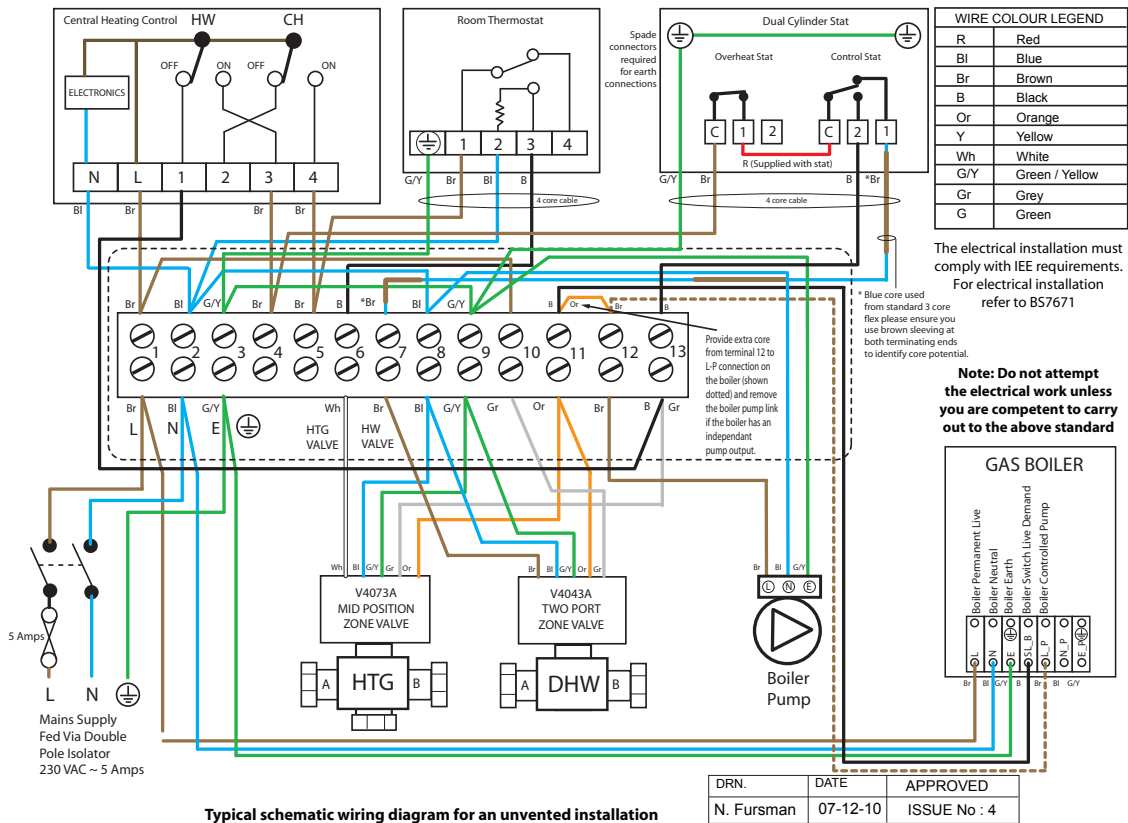 Central Heating Control
HW
CH
OFF
ON
OFF
ON
ELECTRONICS
N L 1 2 3 4
Bl Br B Br Br
Room Thermostat
1 2 3 4
G/Y Br Bl B
4 core cable
Spade
connectors
required
for earth
connections
Dual Cylinder Stat
Overheat Stat
Control Stat
C 1 2 C 2 1
R (Supplied with stat)
G/Y Br B *Br
4 core cable
WIRE COLOUR LEGEND
R Red
Bl Blue
Br Brown
B Black
Or Orange
Y Yellow
Wh White
G/Y Green / Yellow
Gr Grey
G Green
The electrical installation must
comply with IEE requirements.
For electrical installation
refer to BS7671
* Blue core used
from standard 3 core
flex please ensure you
use brown sleeving at
both terminating ends
to identify core potential.
Note: Do not attempt
the electrical work unless
you are competent to carry
out to the above standard
Br Bl G/Y Br Br B *Br Bl G/Y B Or Br B
1 2 3 4 5 6 7 8 9 10 11 12 13
Provide extra core
from terminal 12 to
L-P connection on
the boiler (shown
dotted) and remove
the boiler pump link
if the boiler has an
independant
pump output.
Br Bl G/Y Wh Br Bl G/Y Gr Or Br B Gr
L N E
HTG
VALVE
HW
VALVE
Wh Bl G/Y Gr Or
V4073A
MID POSITION
ZONE VALVE
A HTG B
Br Bl G/Y Or Gr
V4043A
TWO PORT
ZONE VALVE
A DHW B
Br Bl G/Y
L N E
Boiler
Pump
GAS BOILER
Boiler Permanent Live
Boiler Neutral
Boiler Earth
Boiler Switch Live Demand
Boiler Controlled Pump
L N E SL_B L_P N_P E_P
Br Bl G/Y B Br Bl G/Y
5 Amps
L N
Mains Supply
Fed Via Double
Pole Isolator
230 VAC ~ 5 Amps
Typical schematic wiring diagram for an unvented installation
DRN. DATE APPROVED
N. Fursman 07-12-10 ISSUE No : 4